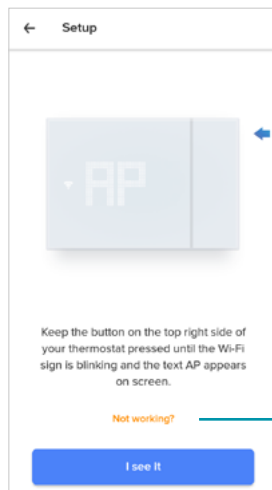 Setup
AP
Keep the button on the top right side of
your thermostat pressed until the Wi-Fi
sign is blinking and the text AP appears
on screen.
Not working?
I see it